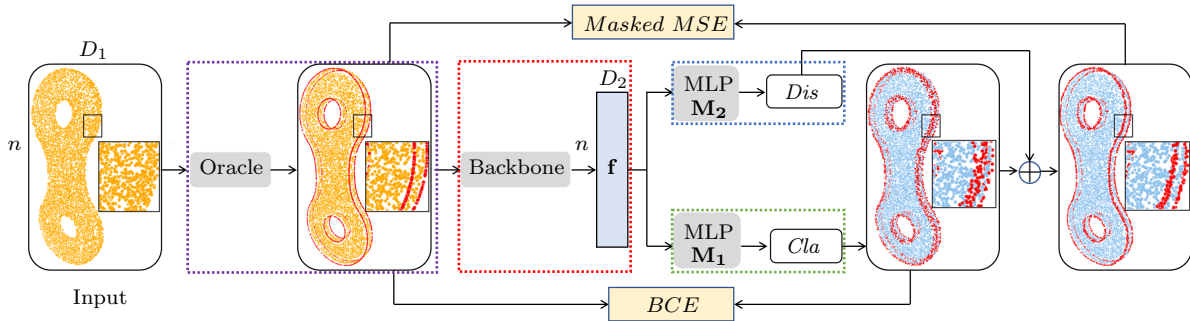 Masked MSE
D₁
n
Input
Oracle
Backbone
n
D₂
f
MLP
M₂
Dis
MLP
M₁
Cla
BCE